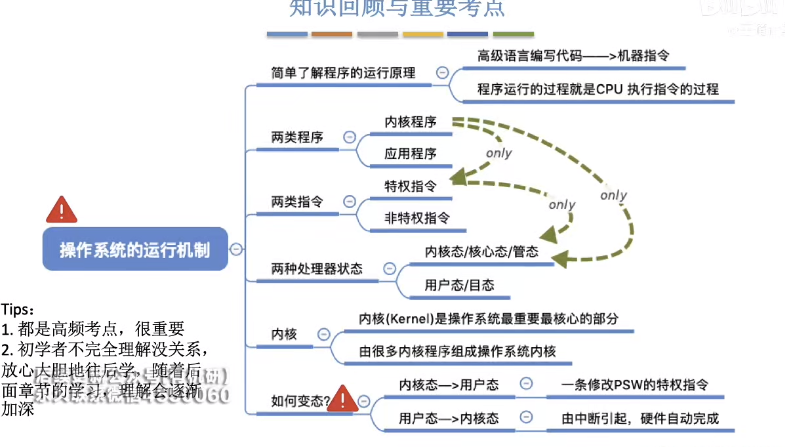 知识回顾与重要考点
高级语言编写代码——>机器指令
简单了解程序的运行原理
程序运行的过程就是CPU 执行指令的过程
内核程序
两类程序
应用程序
only
特权指令
两类指令
only
only
非特权指令
操作系统的运行机制
内核态/核心态/管态
两种处理器状态
用户态/目态
内核(Kernel)是操作系统最重要最核心的部分
内核
由很多内核程序组成操作系统内核
内核态—>用户态
一条修改PSW的特权指令
如何变态?
用户态—>内核态
由中断引起，硬件自动完成
Tips：
1. 都是高频考点，很重要
2. 初学者不完全理解没关系，
放心大胆地往后学，随着后
面章节的学习，理解会逐渐
加深